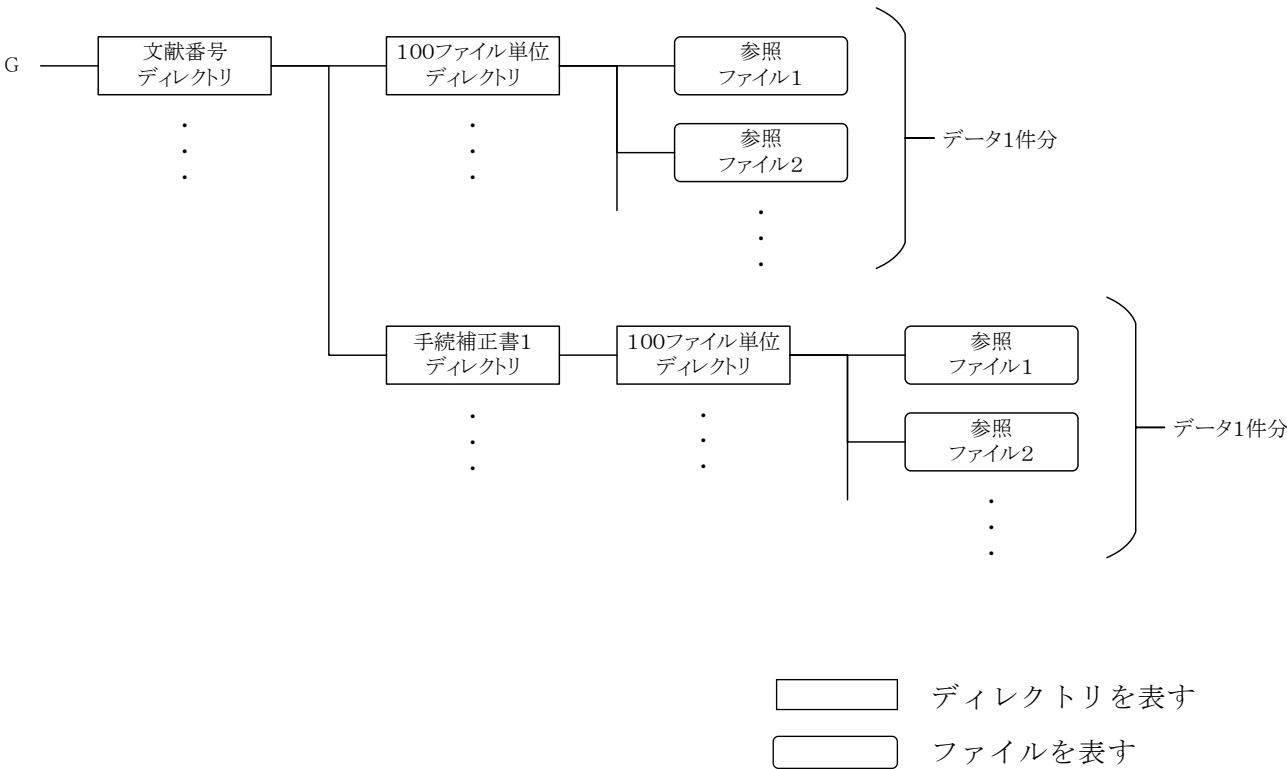 G
文献番号
ディレクトリ
100ファイル単位
ディレクトリ
参照
ファイル1
参照
ファイル2
データ1件分
手続補正書1
ディレクトリ
100ファイル単位
ディレクトリ
参照
ファイル1
参照
ファイル2
データ1件分
ディレクトリを表す
ファイルを表す